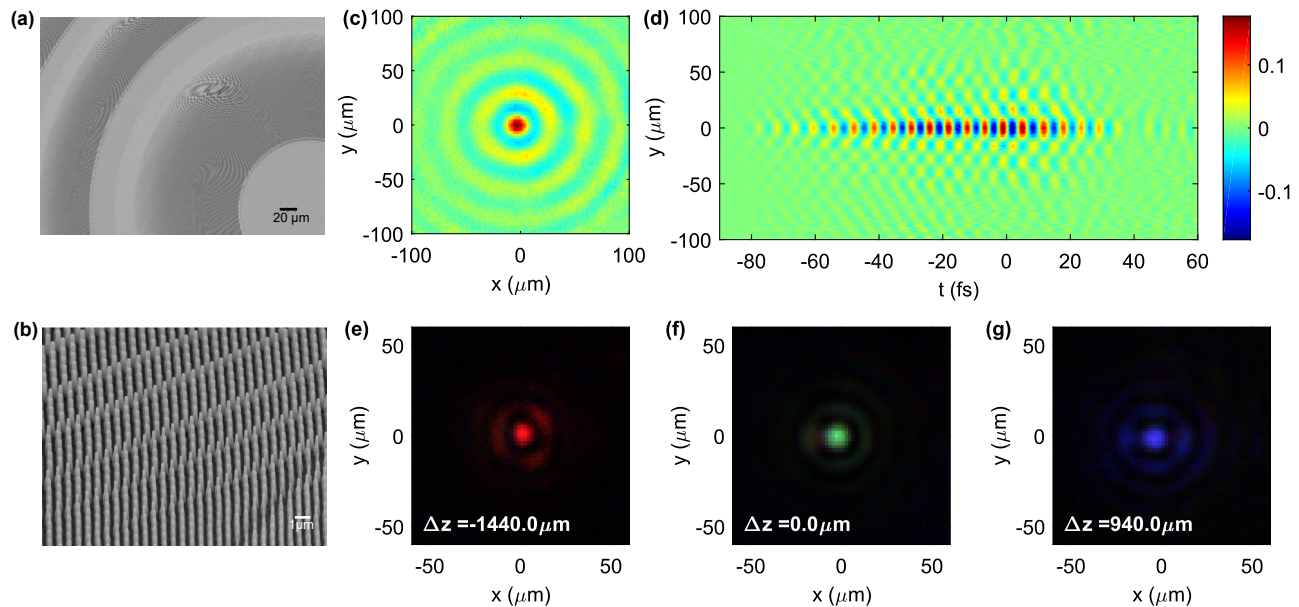 (a)
20 µm
(b)
1µm
(c)
100
50
0
-50
-100
y (µm)
-100 0 100
x (µm)
(d)
100
50
0
-50
-100
y (µm)
-80 -60 -40 -20 0 20 40 60
t (fs)
0.1
0
-0.1
(e)
50
0
-50
y (µm)
Δz =-1440.0µm
-50 0 50
x (µm)
(f)
50
0
-50
y (µm)
Δz =0.0µm
-50 0 50
x (µm)
(g)
50
0
-50
y (µm)
Δz =940.0µm
-50 0 50
x (µm)